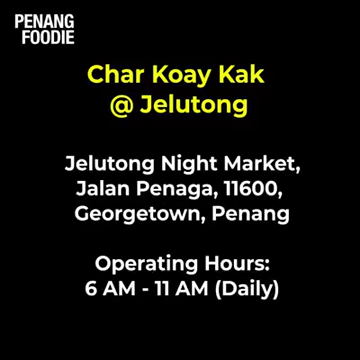 PENANG
FOODIE
Char Koay Kak
@ Jelutong
Jelutong Night Market,
Jalan Penaga, 11600,
Georgetown, Penang
Operating Hours:
6 AM - 11 AM (Daily)